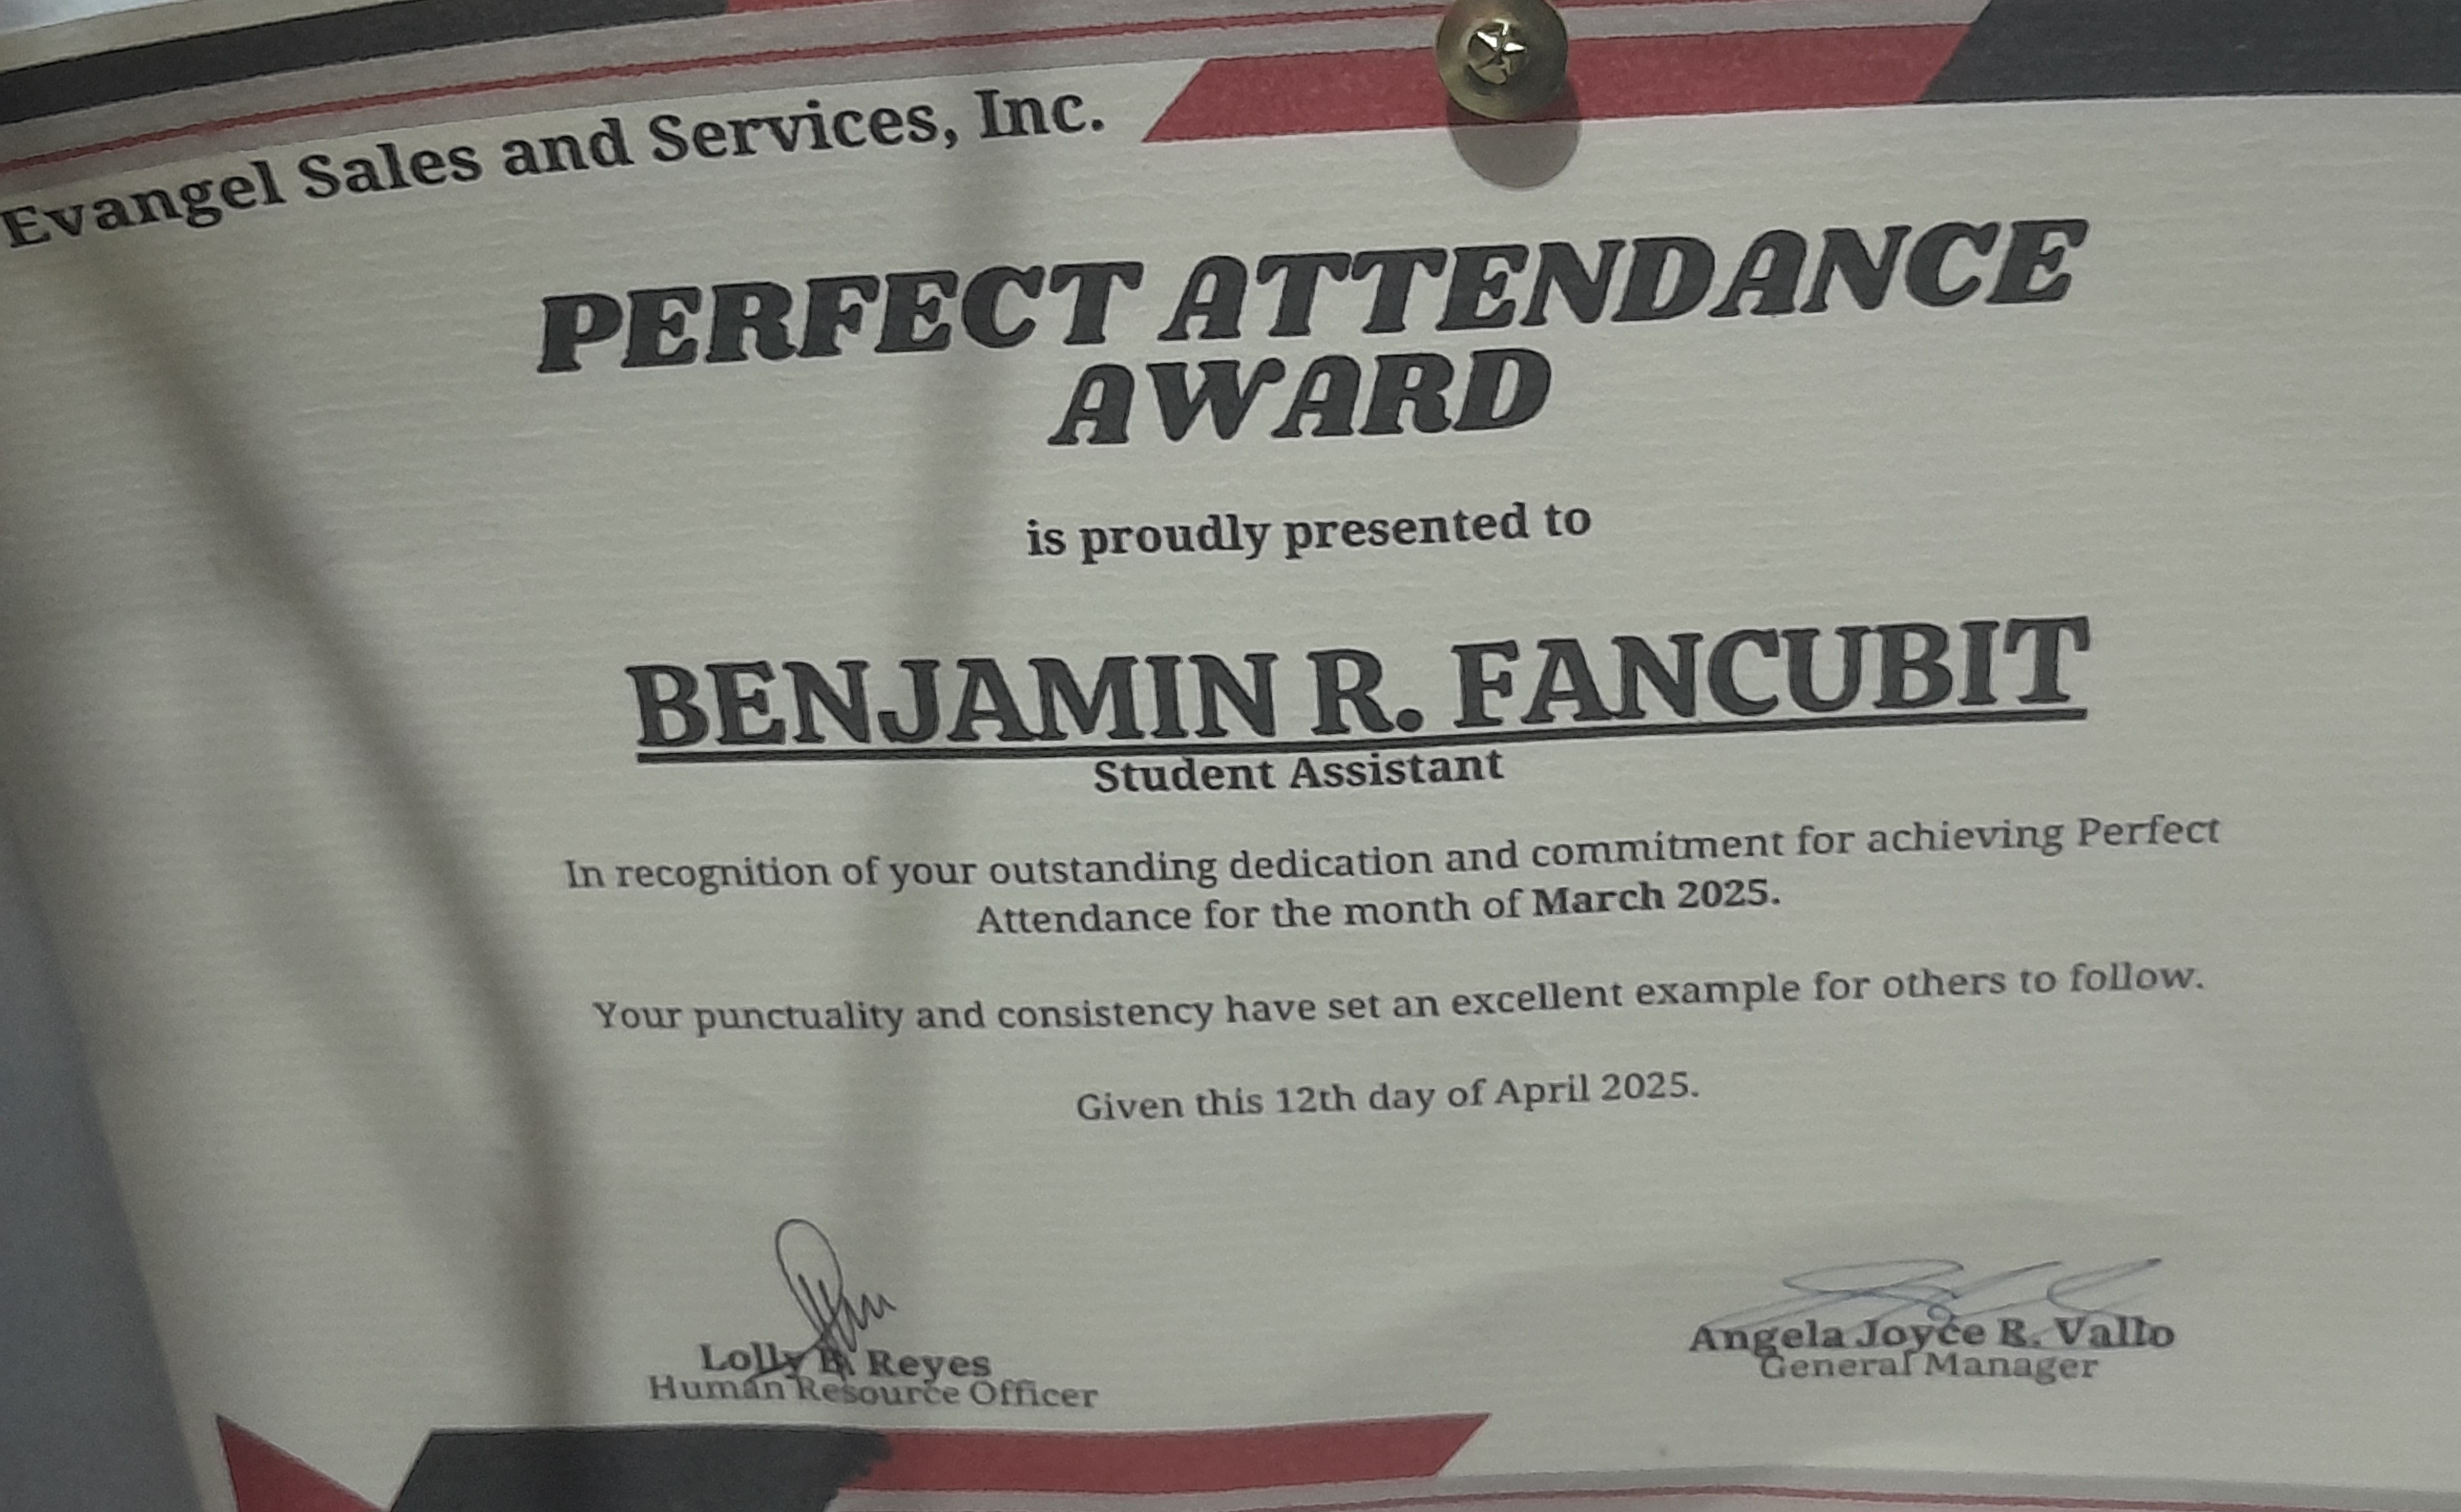 Evangel Sales and Services, Inc.
PERFECT ATTENDANCE
AWARD
is proudly presented to
BENJAMIN R. FANCUBIT
Student Assistant
In recognition of your outstanding dedication and commitment for achieving Perfect
Attendance for the month of March 2025.
Your punctuality and consistency have set an excellent example for others to follow.
Given this 12th day of April 2025.
Lolly Reyes
Human Resource Officer
Angela Joyce R. Vallo
General Manager